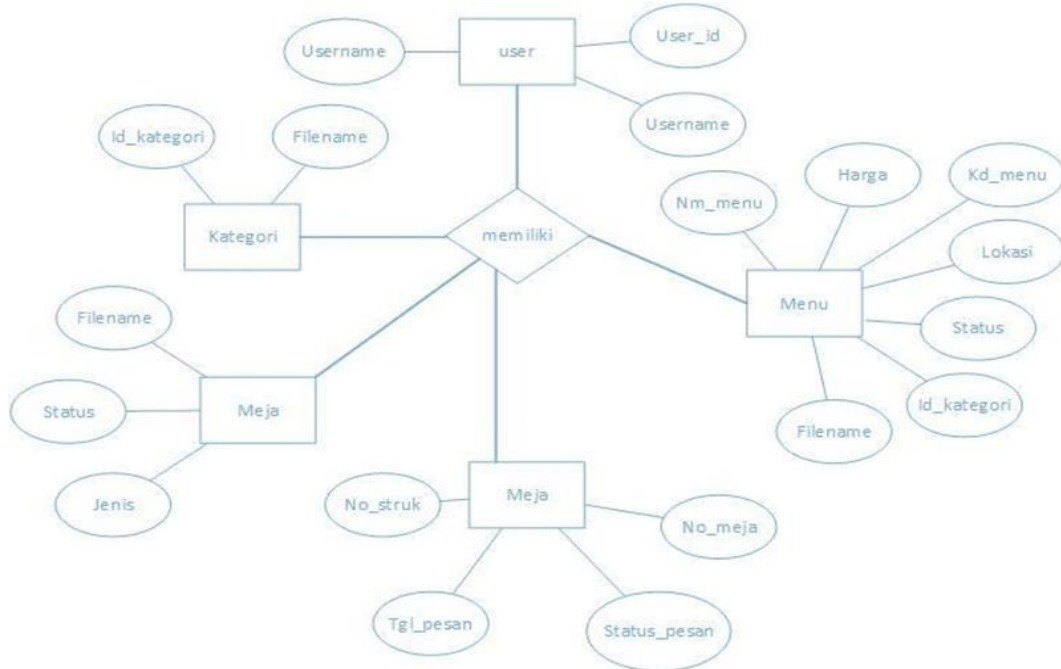 Username
user
User_id
Username
Id_kategori
Filename
Kategori
memiliki
Nm_menu
Harga
Kd_menu
Lokasi
Menu
Status
Id_kategori
Filename
Filename
Status
Meja
Jenis
No_struk
Meja
No_meja
Tgl_pesan
Status_pesan